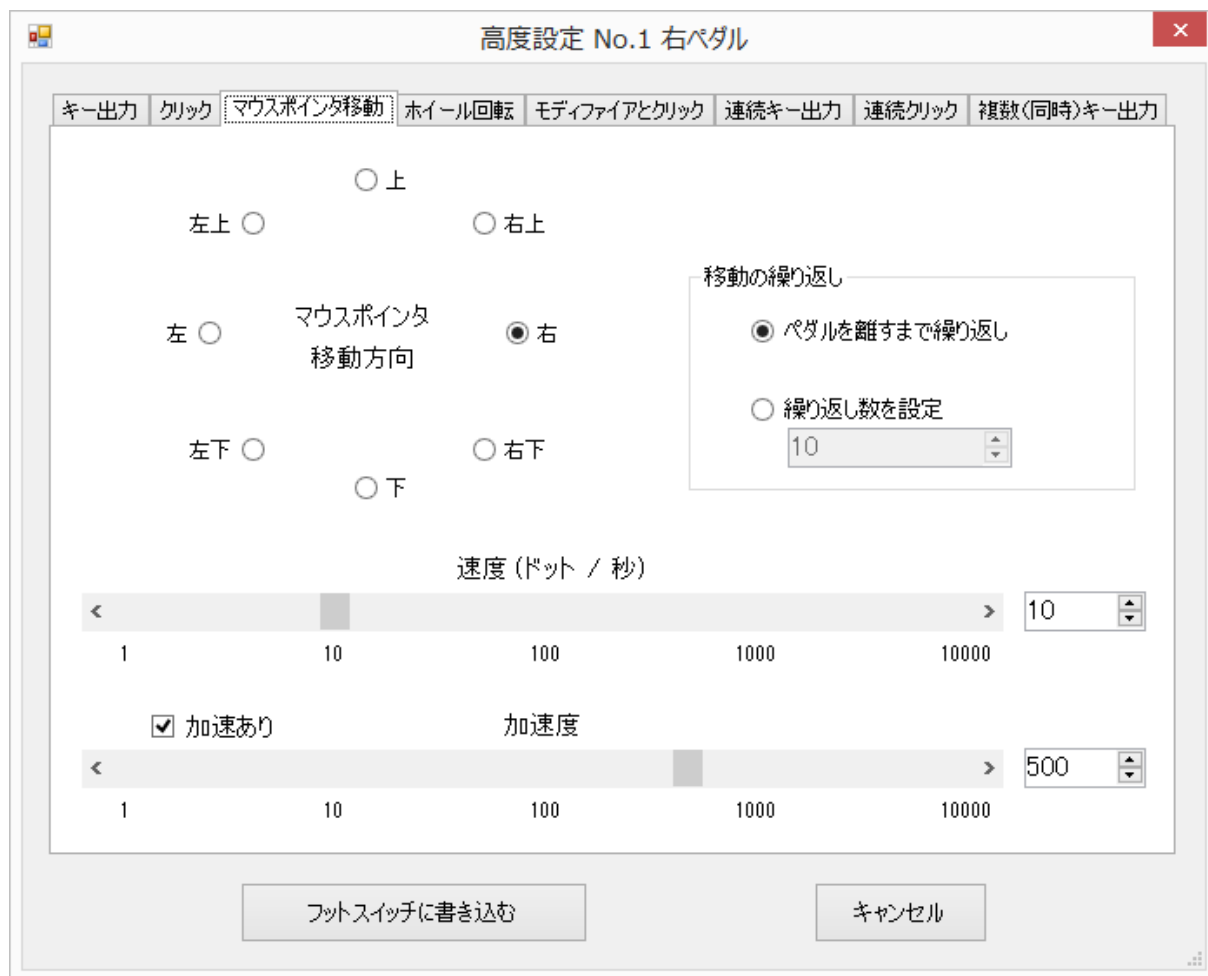 高度設定 No.1 右ペダル
キー出力 クリック マウスポインタ移動 ホイール回転 モディファイアとクリック 連続キー出力 連続クリック 複数(同時)キー出力
上
左上 右上
移動の繰り返し
マウスポインタ
左 右 ペダルを離すまで繰り返し
移動方向
繰り返し数を設定
左下 右下 10
下
速度(ドット / 秒)
< > 10
1 10 100 1000 10000
加速あり 加速度
< > 500
1 10 100 1000 10000
フットスイッチに書き込む キャンセル